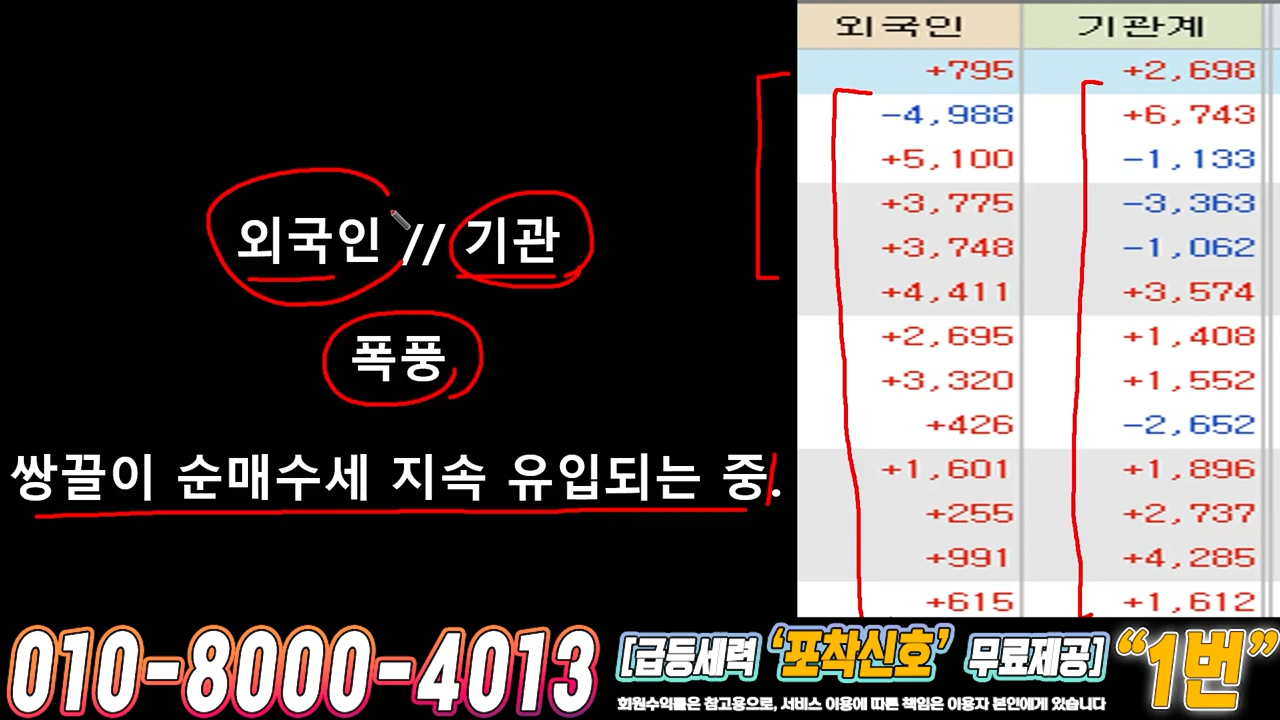 외국인 // 기관
폭풍
쌍끌이 순매수세 지속 유입되는 중.
외국인 기관계
+795 +2,698
-4,988 +6,743
+5,100 -1,133
+3,775 -3,363
+3,748 -1,062
+4,411 +3,574
+2,695 +1,408
+3,320 +1,552
+426 -2,652
+1,601 +1,896
+255 +2,737
+991 +4,285
+615 +1,612
010-8000-4013 [급등세력 '포착신호' 무료제공] "1번"
회원수익률은 참고용으로, 서비스 이용에 따른 책임은 이용자 본인에게 있습니다